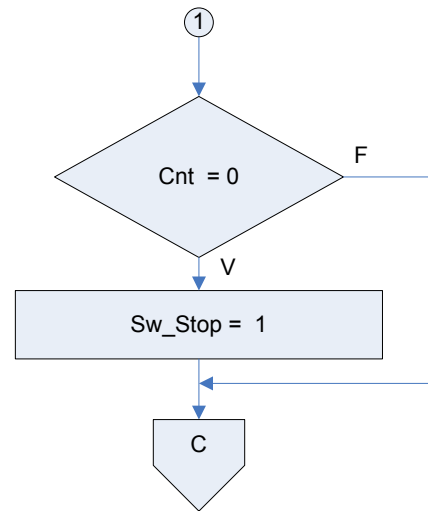 1
Cnt = 0
F
V
Sw_Stop = 1
C